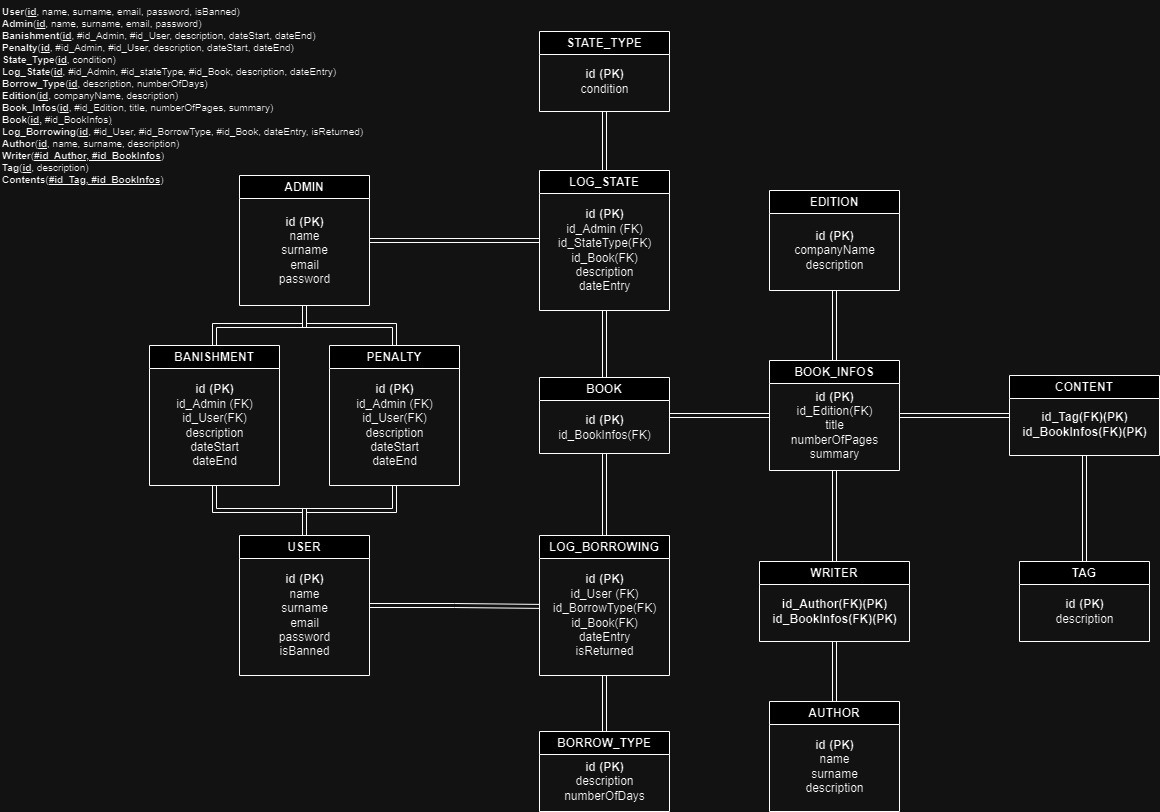 User(id, name, surname, email, password, isBanned)
Admin(id, name, surname, email, password)
Banishment(id, #id_Admin, #id_User, description, dateStart, dateEnd)
Penalty(id, #id_Admin, #id_User, description, dateStart, dateEnd)
State_Type(id, condition)
Log_State(id, #id_Admin, #id_stateType, #id_Book, description, dateEntry)
Borrow_Type(id, description, numberOfDays)
Edition(id, companyName, description)
Book_Infos(id, #id_Edition, title, numberOfPages, summary)
Book(id, #id_BookInfos)
Log_Borrowing(id, #id_User, #id_BorrowType, #id_Book, dateEntry, isReturned)
Author(id, name, surname, description)
Writer(#id_Author, #id_BookInfos)
Tag(id, description)
Contents(#id_Tag, #id_BookInfos)
STATE_TYPE
id (PK)
condition
ADMIN
id (PK)
name
surname
email
password
LOG_STATE
id (PK)
id_Admin (FK)
id_StateType(FK)
id_Book(FK)
description
dateEntry
EDITION
id (PK)
companyName
description
BANISHMENT
id (PK)
id_Admin (FK)
id_User(FK)
description
dateStart
dateEnd
PENALTY
id (PK)
id_Admin (FK)
id_User(FK)
description
dateStart
dateEnd
BOOK
id (PK)
id_BookInfos(FK)
BOOK_INFOS
id (PK)
id_Edition(FK)
title
numberOfPages
summary
CONTENT
id_Tag(FK)(PK)
id_BookInfos(FK)(PK)
USER
id (PK)
name
surname
email
password
isBanned
LOG_BORROWING
id (PK)
id_User (FK)
id_BorrowType(FK)
id_Book(FK)
dateEntry
isReturned
WRITER
id_Author(FK)(PK)
id_BookInfos(FK)(PK)
TAG
id (PK)
description
BORROW_TYPE
id (PK)
description
numberOfDays
AUTHOR
id (PK)
name
surname
description